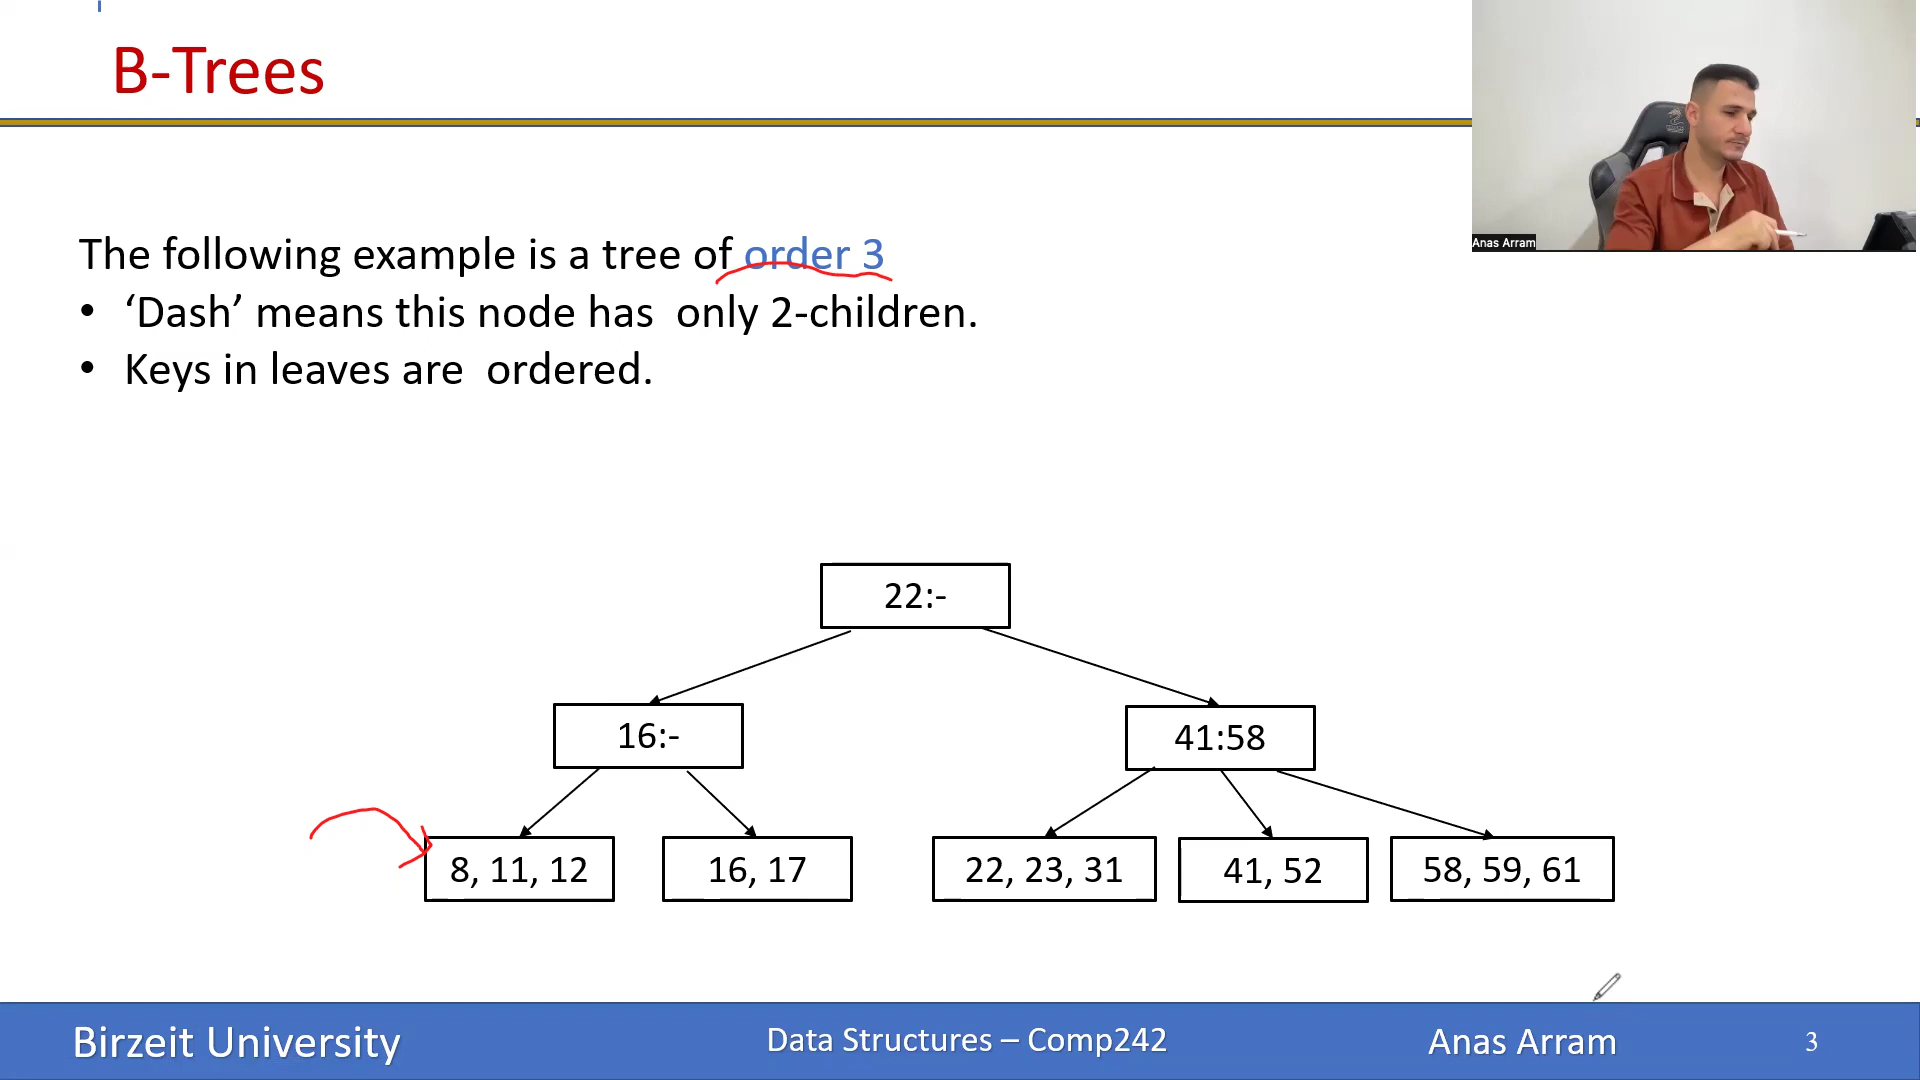 B-Trees
Anas Arram
The following example is a tree of order 3
• ‘Dash’ means this node has only 2-children.
• Keys in leaves are ordered.
22:-
16:-
41:58
8, 11, 12
16, 17
22, 23, 31
41, 52
58, 59, 61
Birzeit University
Data Structures – Comp242
Anas Arram
3